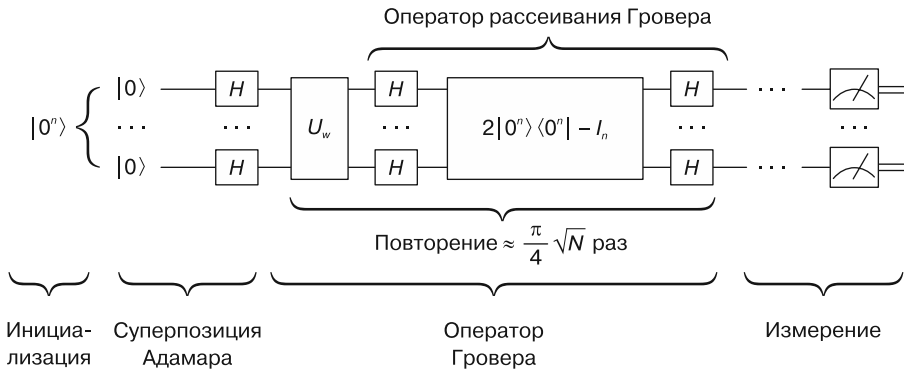 Оператор рассеивания Гровера
|0⟩ H H H · · ·
|0ⁿ⟩ · · · · · · U_w · · · 2|0ⁿ⟩⟨0ⁿ| – I_n · · · · · ·
|0⟩ H H H · · ·
Повторение ≈ π/4 √N раз
Инициа-
лизация
Суперпозиция
Адамара
Оператор
Гровера
Измерение